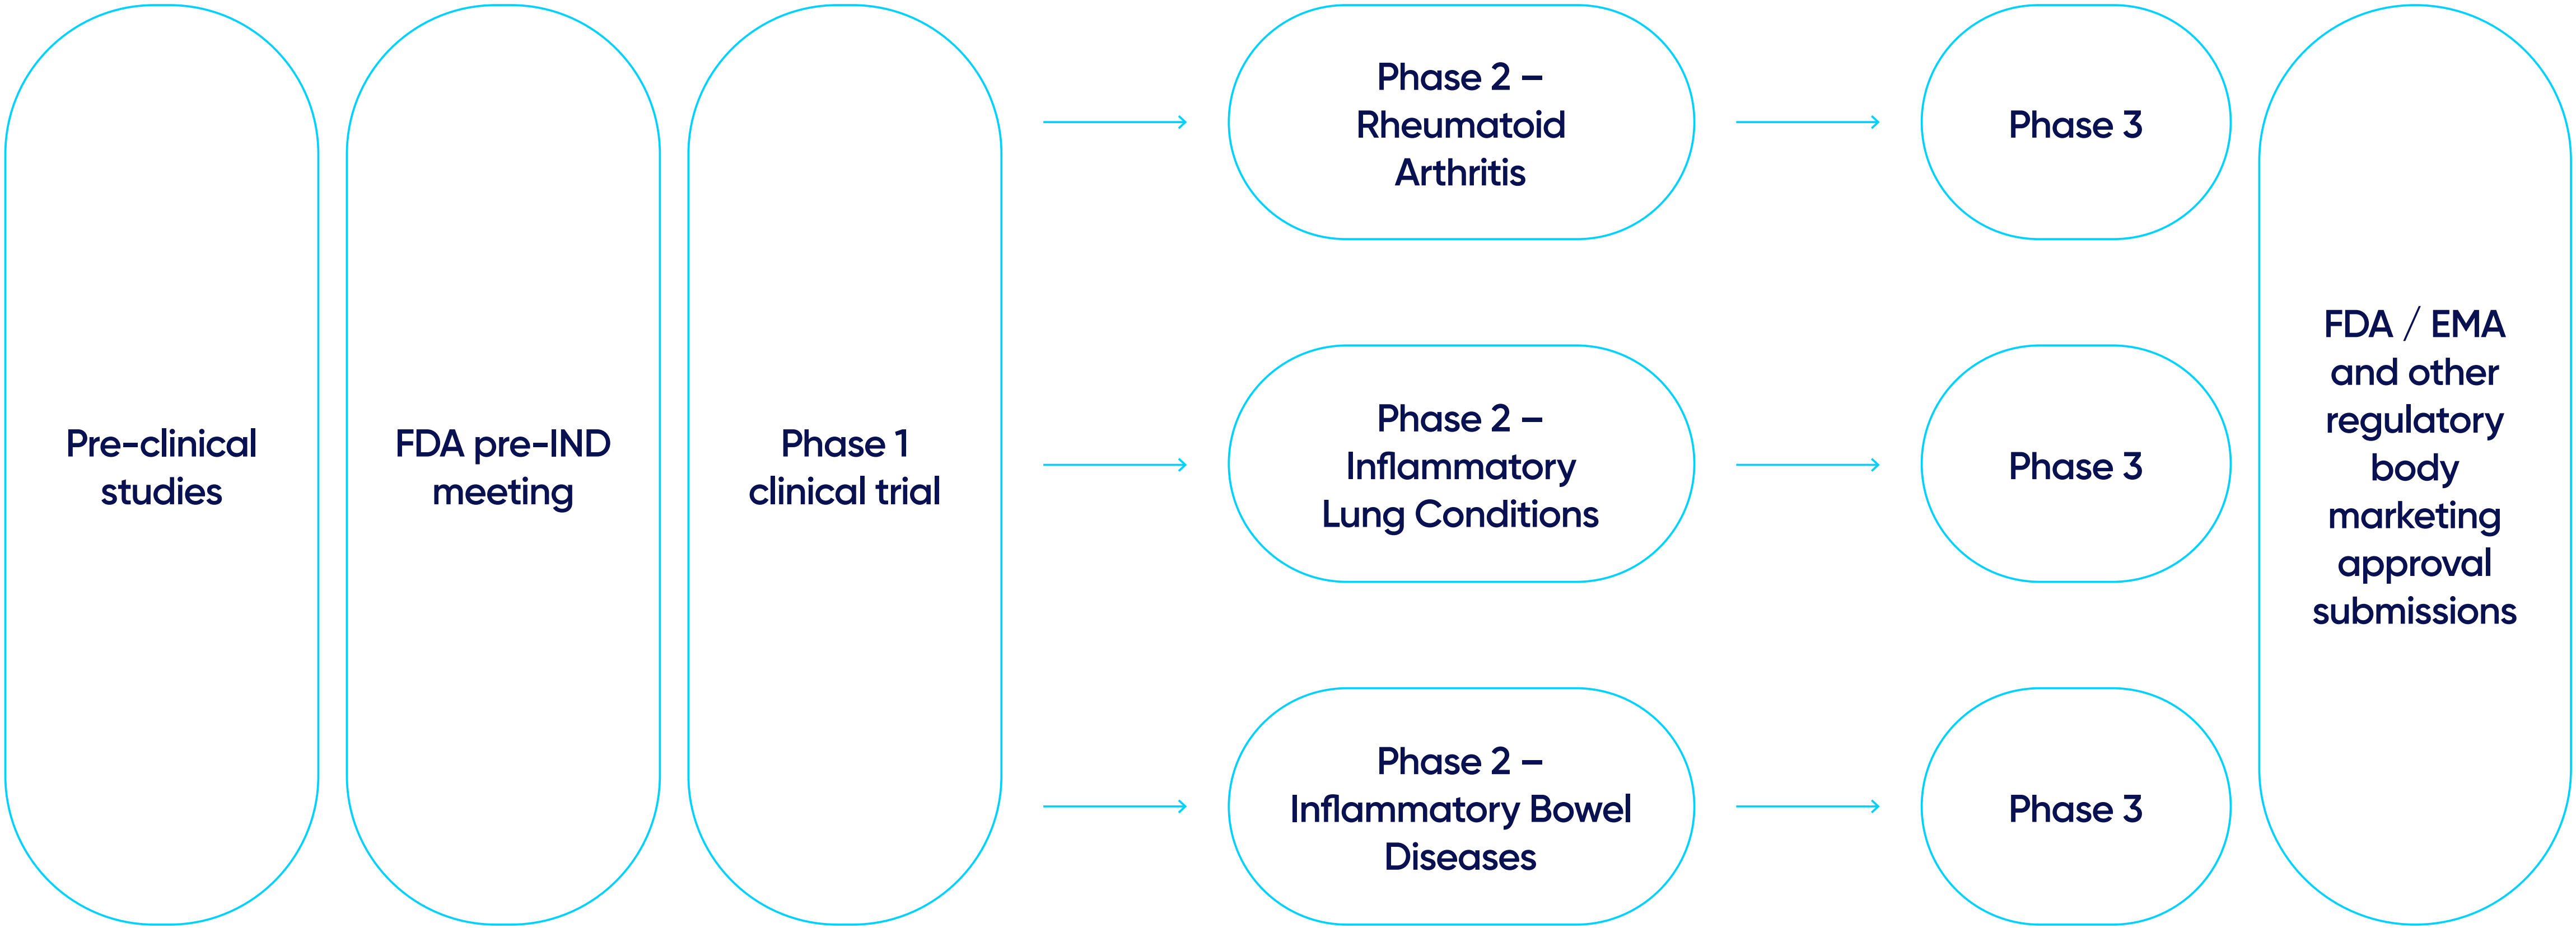 Pre-clinical
studies
FDA pre-IND
meeting
Phase 1
clinical trial
Phase 2 –
Rheumatoid
Arthritis
Phase 3
Phase 2 –
Inflammatory
Lung Conditions
Phase 3
Phase 2 –
Inflammatory Bowel
Diseases
Phase 3
FDA / EMA
and other
regulatory
body
marketing
approval
submissions